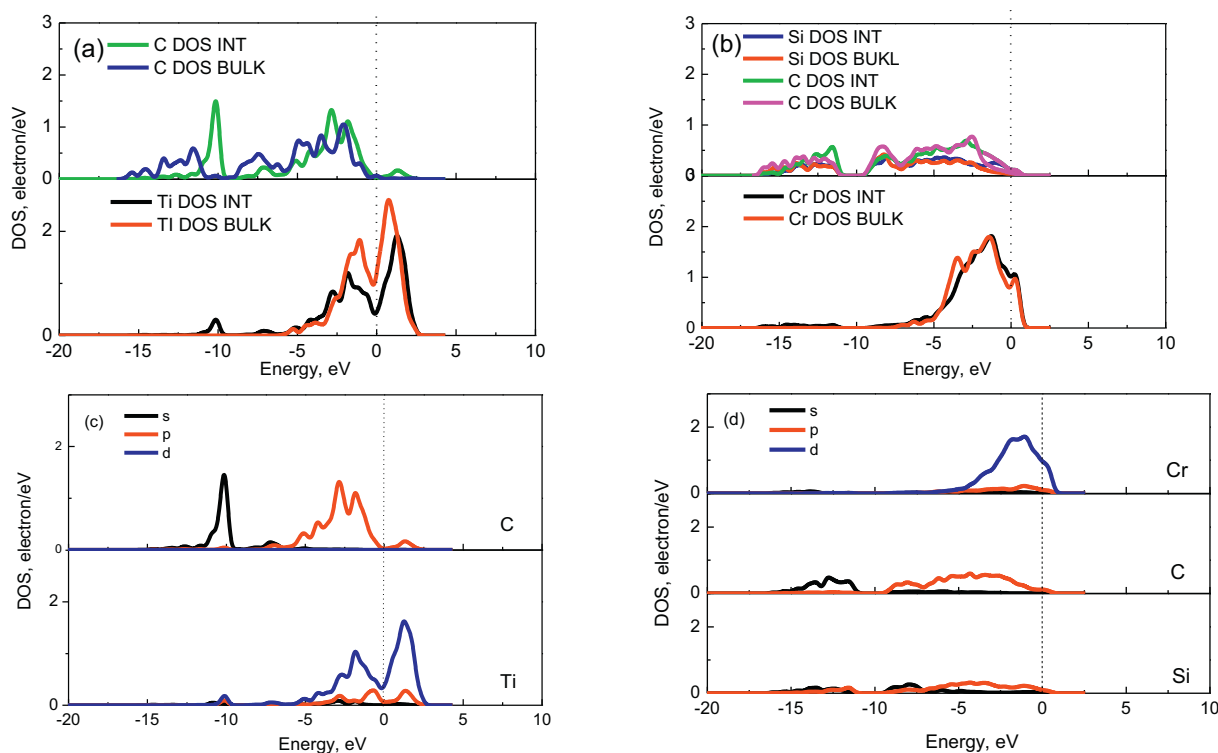 (a)
C DOS INT
C DOS BULK
Ti DOS INT
TI DOS BULK
DOS, electron/eV
3
2
1
0
2
1
0
-20 -15 -10 -5 0 5 10
Energy, eV
(b)
Si DOS INT
Si DOS BUKL
C DOS INT
C DOS BULK
Cr DOS INT
Cr DOS BULK
DOS, electron/eV
3
2
1
0
3
2
1
0
-20 -15 -10 -5 0 5 10
Energy, eV
(c)
s
p
d
C
Ti
DOS, electron/eV
2
0
2
0
-20 -15 -10 -5 0 5 10
Energy, eV
(d)
s
p
d
Cr
C
Si
DOS, electron/eV
2
0
2
0
2
0
-20 -15 -10 -5 0 5 10
Energy, eV